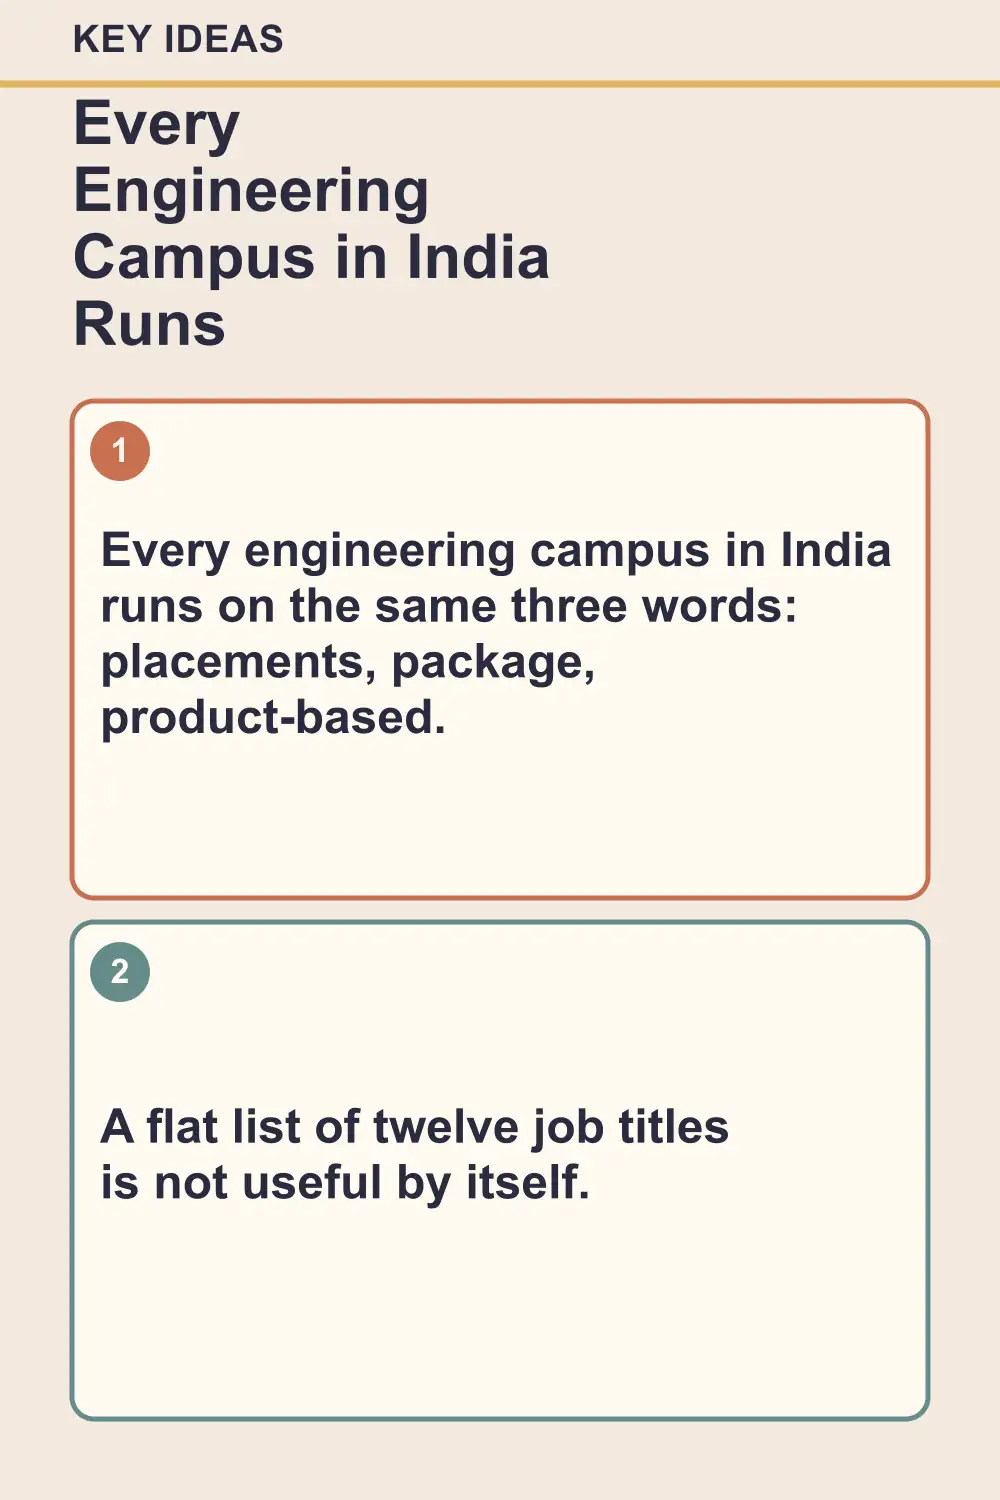 KEY IDEAS
Every
Engineering
Campus in India
Runs
1
Every engineering campus in India
runs on the same three words:
placements, package,
product-based.
2
A flat list of twelve job titles
is not useful by itself.